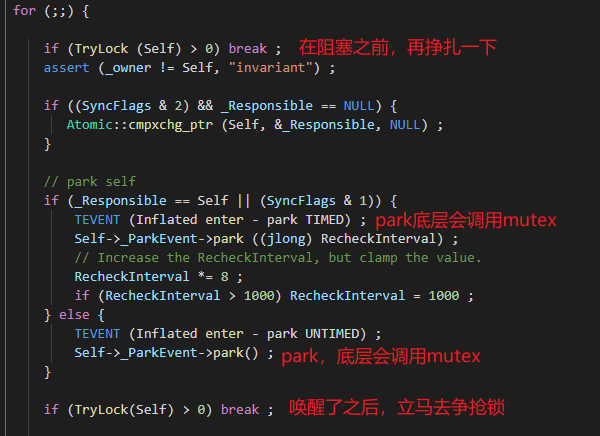 for (;;) {
if (TryLock (Self) > 0) break ; 在阻塞之前，再挣扎一下
assert (_owner != Self, "invariant") ;
if ((SyncFlags & 2) && _Responsible == NULL) {
Atomic::cmpxchg_ptr (Self, &_Responsible, NULL) ;
}
// park self
if (_Responsible == Self || (SyncFlags & 1)) {
TEVENT (Inflated enter - park TIMED) ; park底层会调用mutex
Self->_ParkEvent->park ((jlong) RecheckInterval) ;
// Increase the RecheckInterval, but clamp the value.
RecheckInterval *= 8 ;
if (RecheckInterval > 1000) RecheckInterval = 1000 ;
} else {
TEVENT (Inflated enter - park UNTIMED) ;
Self->_ParkEvent->park() ; park，底层会调用mutex
}
if (TryLock(Self) > 0) break ; 唤醒了之后，立马去争抢锁